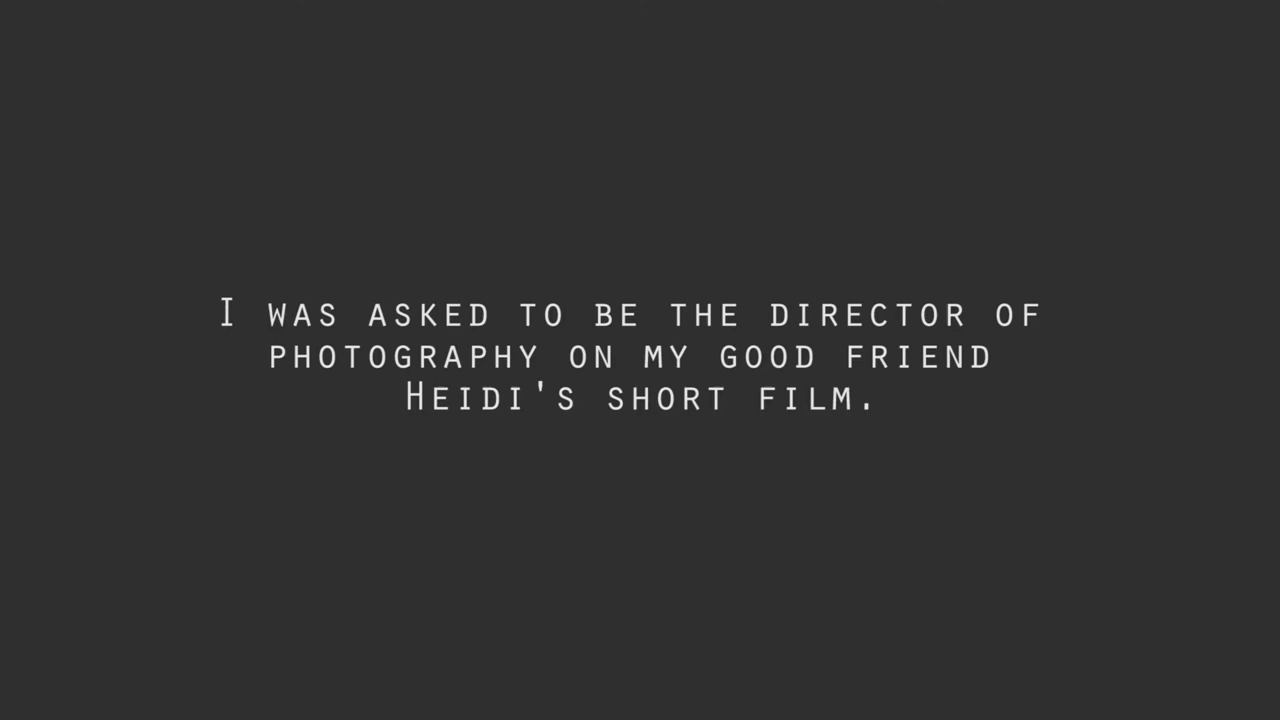 I was asked to be the director of
photography on my good friend
Heidi's short film.